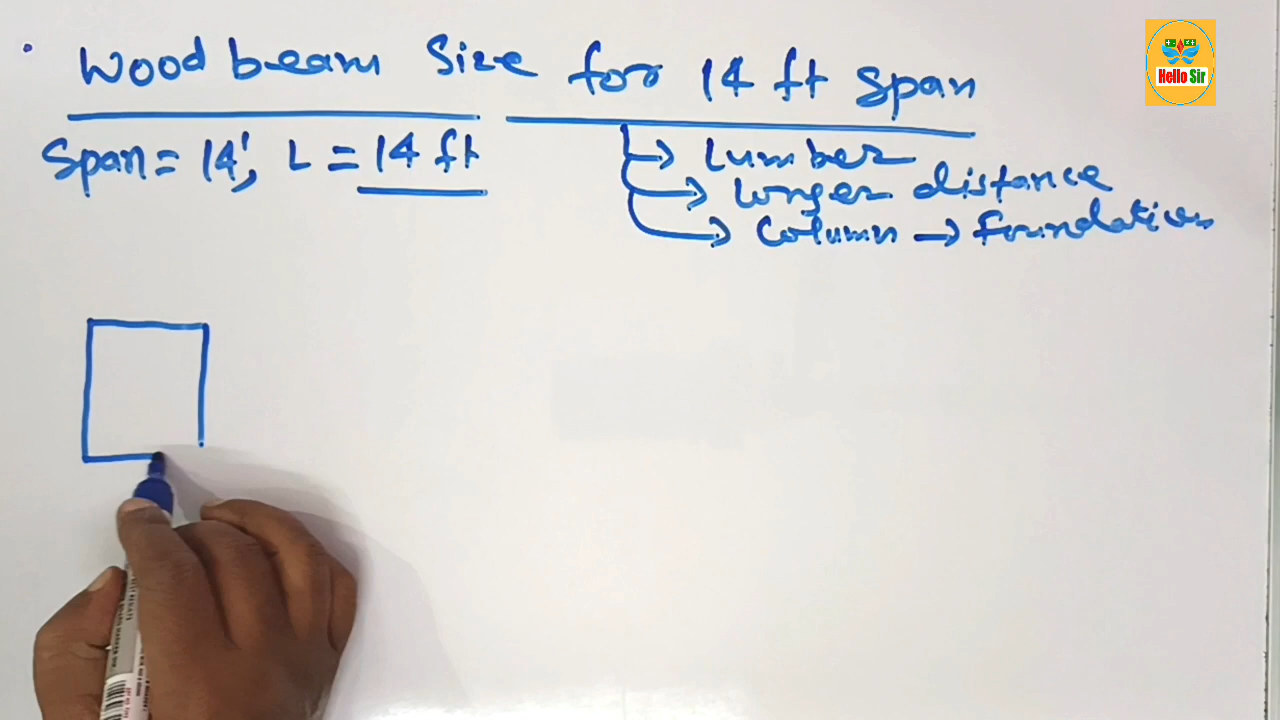 Wood beam Size for 14 ft span
Span = 14', L = 14 ft
→ Lumber
→ Longer distance
→ Column → Foundation
Hello Sir